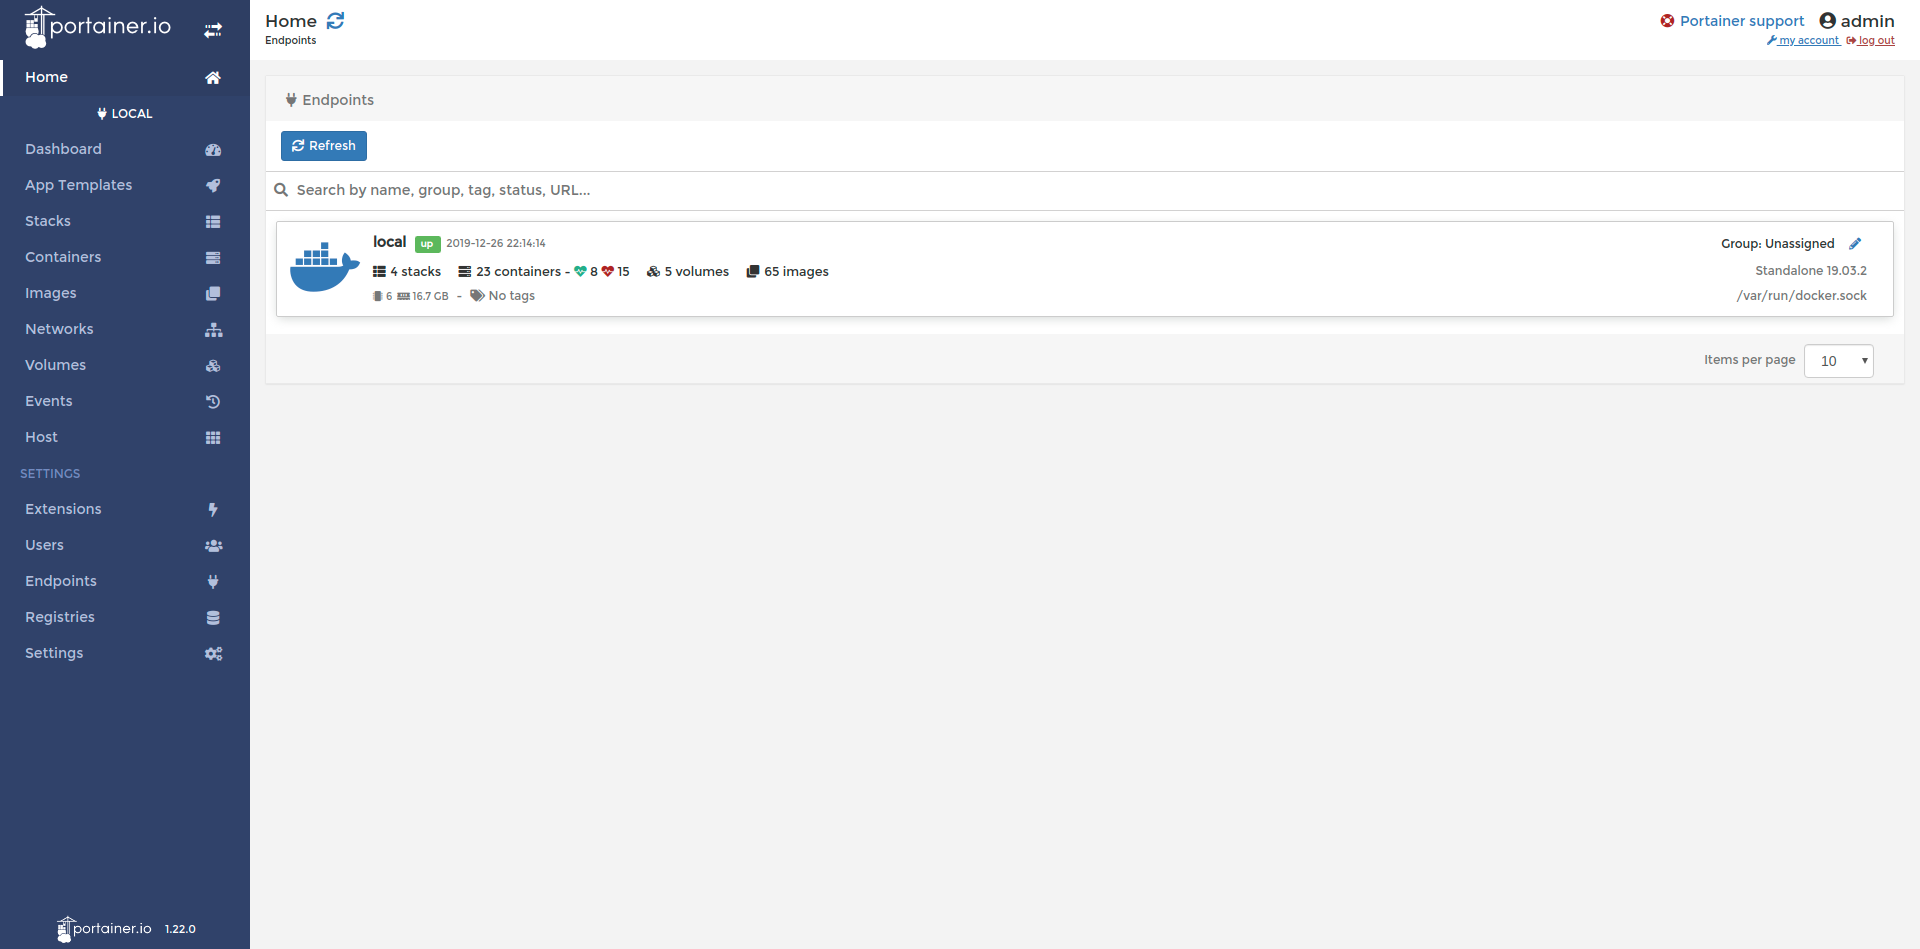 portainer.io
Home
LOCAL
Dashboard
App Templates
Stacks
Containers
Images
Networks
Volumes
Events
Host
SETTINGS
Extensions
Users
Endpoints
Registries
Settings
portainer.io 1.22.0
Home
Endpoints
Portainer support admin
my account log out
Endpoints
Refresh
Search by name, group, tag, status, URL...
local up 2019-12-26 22:14:14
4 stacks 23 containers - 8 15 5 volumes 65 images
6 16.7 GB - No tags
Group: Unassigned
Standalone 19.03.2
/var/run/docker.sock
Items per page 10